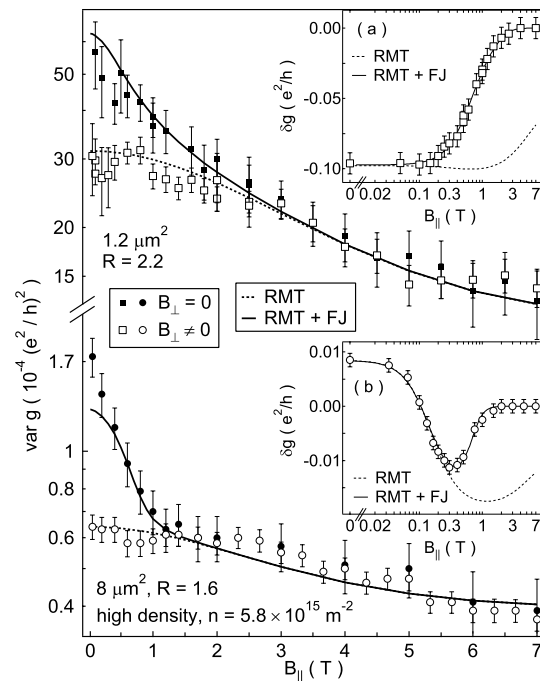 ( a )
0.00
-0.05
-0.10
δg ( e²/h )
RMT
RMT + FJ
0 0.02 0.1 0.3 1 7
B|| ( T )
50
30
20
15
1.2 μm²
R = 2.2
B⊥ = 0
B⊥ ≠ 0
RMT
RMT + FJ
var g ( 10⁻⁴ (e² / h)² )
1.7
1
0.8
0.6
0.4
( b )
0.01
0.00
-0.01
δg ( e²/h )
RMT
RMT + FJ
0 0.02 0.1 0.3 1 7
B|| ( T )
8 μm², R = 1.6
high density, n = 5.8 × 10¹⁵ m⁻²
0 1 2 3 4 5 6 7
B|| ( T )